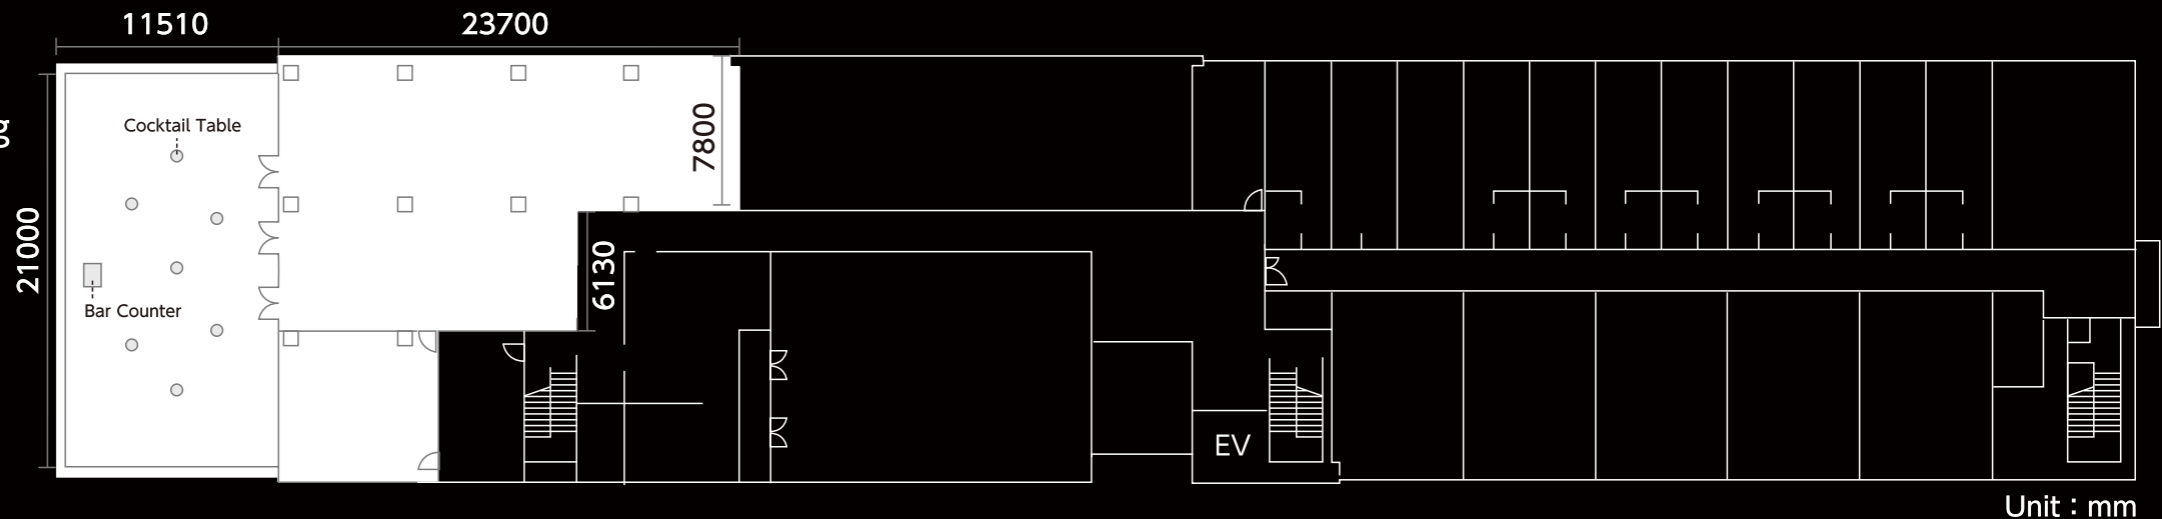 11510
23700
7800
Cocktail Table
21000
6130
Bar Counter
EV
Unit : mm